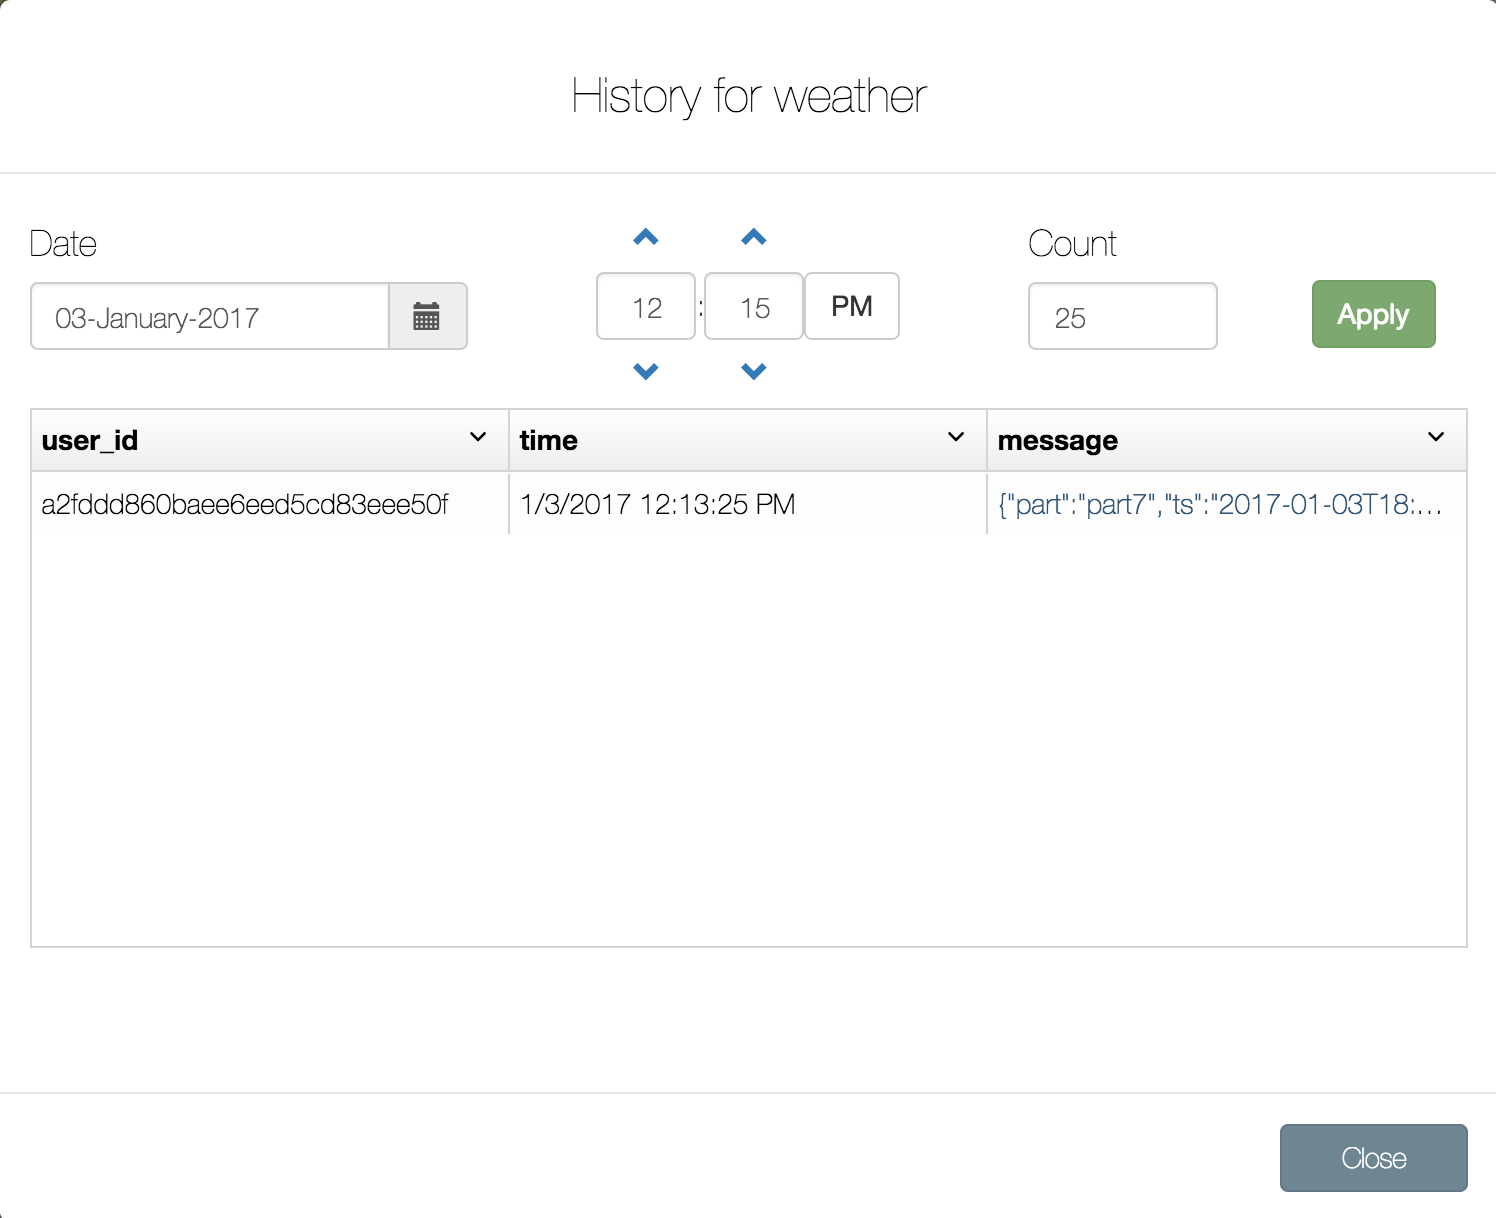 History for weather
Date
Count
03-January-2017
12 : 15 PM
25
Apply
user_id time message
a2fddd860baee6eed5cd83eee50f 1/3/2017 12:13:25 PM {"part":"part7","ts":"2017-01-03T18:...
Close